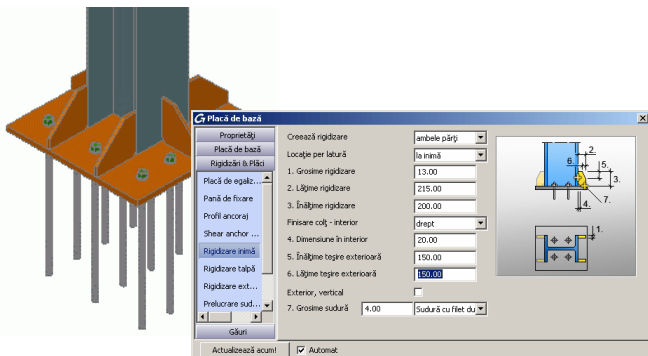 Placă de bază
Proprietăți
Placă de bază
Rigidizări & Plăci
Placă de egaliz...
Pană de fixare
Profil ancoraj
Shear anchor ...
Rigidizare inimă
Rigidizare talpă
Rigidizare ext...
Prelucrare sud...
Găuri
Creează rigidizare ambele părți
Locație per latură la inimă
1. Grosime rigidizare 13.00
2. Lățime rigidizare 215.00
3. Înălțime rigidizare 200.00
Finisare colț - interior drept
4. Dimensiune în interior 20.00
5. Înălțime teșire exterioară 150.00
6. Lățime teșire exterioară 150.00
Exterior, vertical
7. Grosime sudură 4.00 Sudură cu filet du
2.
6.
5.
3.
7.
4.
1.
Actualizează acum! Automat